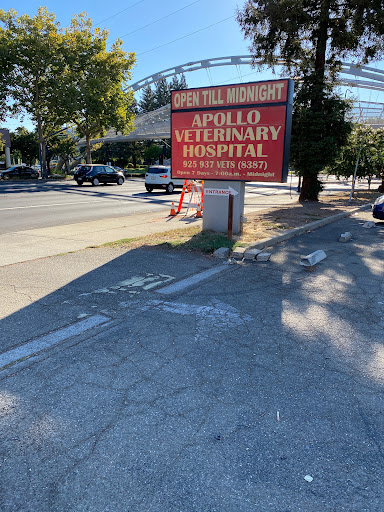 OPEN TILL MIDNIGHT
APOLLO
VETERINARY
HOSPITAL
925 937 VETS (8387)
Open 7 Days - 7:00a.m. - Midnight
ENTRANCE